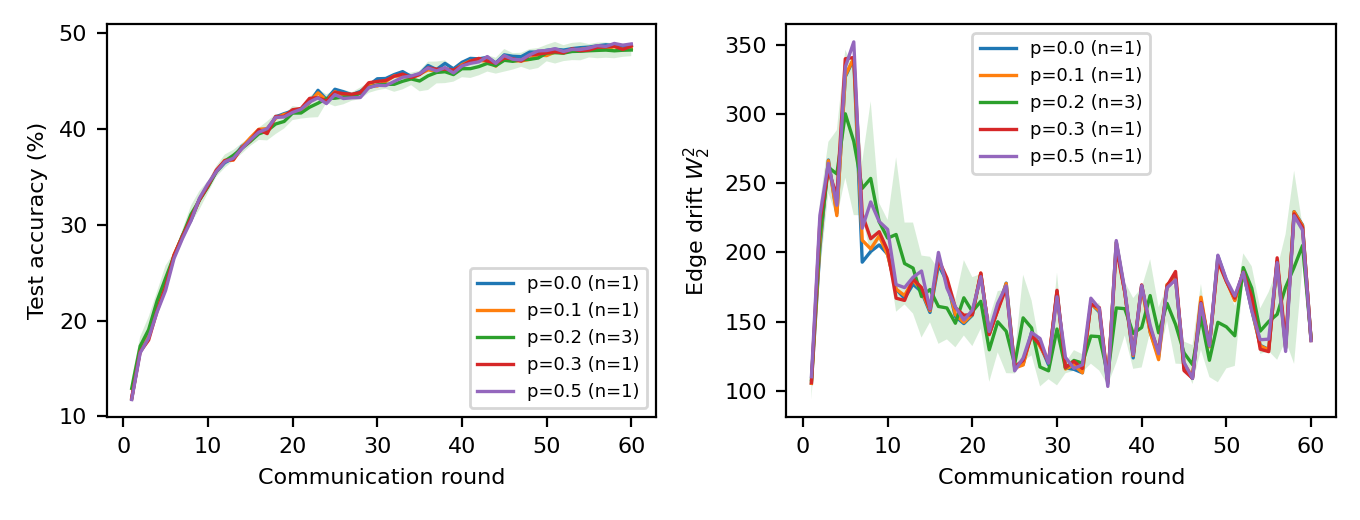 50
40
30
20
10
Test accuracy (%)
p=0.0 (n=1)
p=0.1 (n=1)
p=0.2 (n=3)
p=0.3 (n=1)
p=0.5 (n=1)
0 10 20 30 40 50 60
Communication round
350
300
250
200
150
100
Edge drift W₂²
p=0.0 (n=1)
p=0.1 (n=1)
p=0.2 (n=3)
p=0.3 (n=1)
p=0.5 (n=1)
0 10 20 30 40 50 60
Communication round